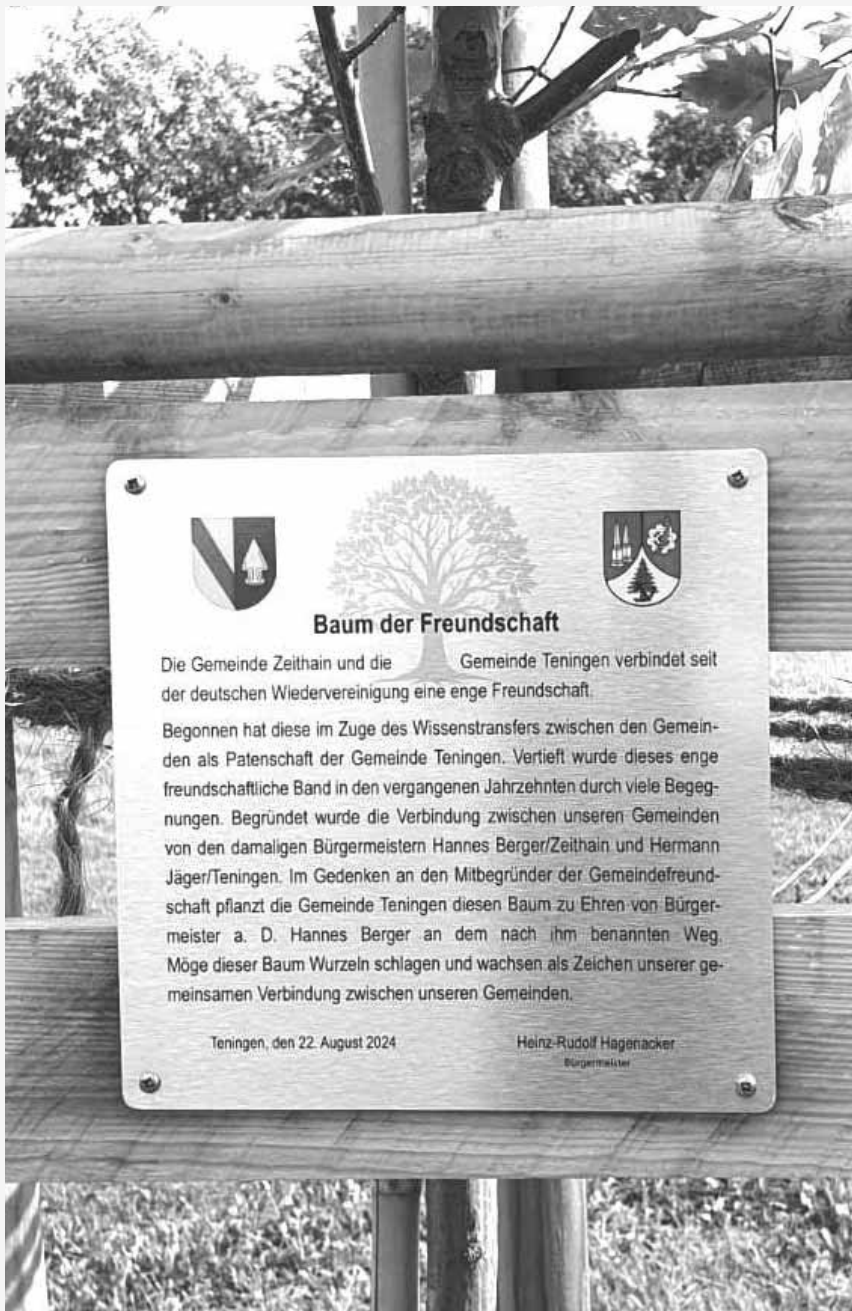 Baum der Freundschaft
Die Gemeinde Zeithain und die Gemeinde Teningen verbindet seit
der deutschen Wiedervereinigung eine enge Freundschaft.
Begonnen hat diese im Zuge des Wissenstransfers zwischen den Gemein-
den als Patenschaft der Gemeinde Teningen. Vertieft wurde dieses enge
freundschaftliche Band in den vergangenen Jahrzehnten durch viele Begeg-
nungen. Begründet wurde die Verbindung zwischen unseren Gemeinden
von den damaligen Bürgermeistern Hannes Berger/Zeithain und Hermann
Jäger/Teningen. Im Gedenken an den Mitbegründer der Gemeindefreund-
schaft pflanzt die Gemeinde Teningen diesen Baum zu Ehren von Bürger-
meister a. D. Hannes Berger an dem nach ihm benannten Weg.
Möge dieser Baum Wurzeln schlagen und wachsen als Zeichen unserer ge-
meinsamen Verbindung zwischen unseren Gemeinden.
Teningen, den 22. August 2024
Heinz-Rudolf Hagenacker
Bürgermeister